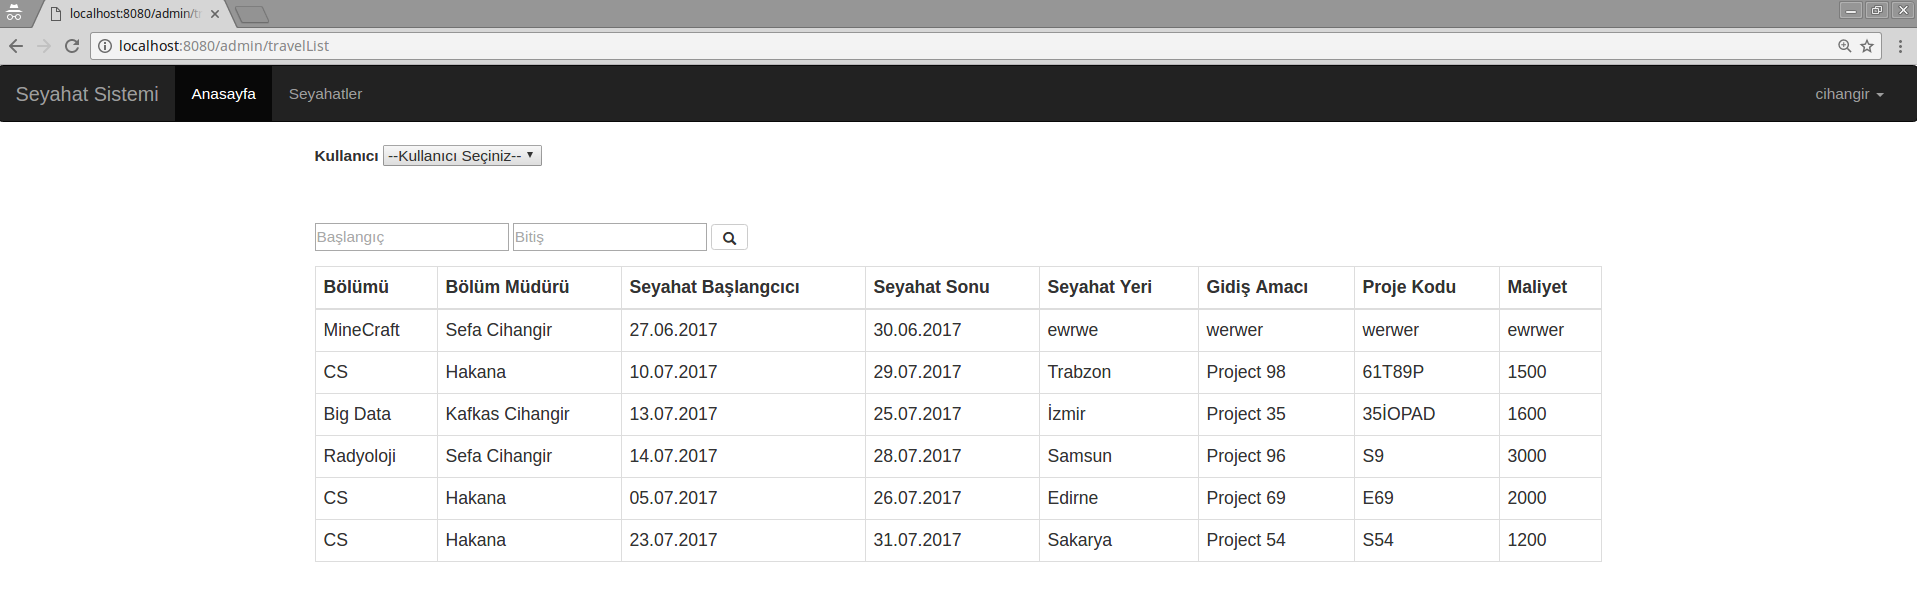 localhost:8080/admin/tr
localhost:8080/admin/travelList
Seyahat Sistemi Anasayfa Seyahatler cihangir
Kullanıcı --Kullanıcı Seçiniz--
Başlangıç Bitiş
Bölümü Bölüm Müdürü Seyahat Başlangcıcı Seyahat Sonu Seyahat Yeri Gidiş Amacı Proje Kodu Maliyet
MineCraft Sefa Cihangir 27.06.2017 30.06.2017 ewrwe werwer werwer ewrwer
CS Hakana 10.07.2017 29.07.2017 Trabzon Project 98 61T89P 1500
Big Data Kafkas Cihangir 13.07.2017 25.07.2017 İzmir Project 35 35İOPAD 1600
Radyoloji Sefa Cihangir 14.07.2017 28.07.2017 Samsun Project 96 S9 3000
CS Hakana 05.07.2017 26.07.2017 Edirne Project 69 E69 2000
CS Hakana 23.07.2017 31.07.2017 Sakarya Project 54 S54 1200